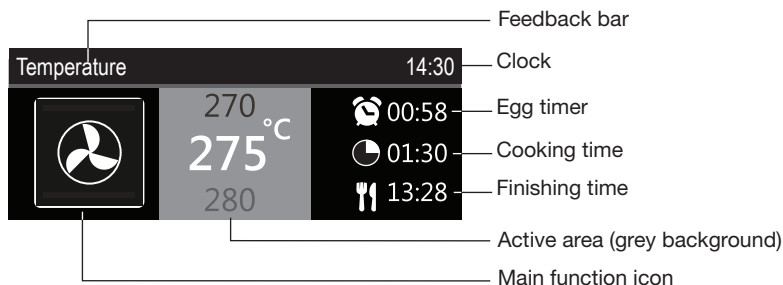 Feedback bar
Temperature 14:30 Clock
270
275 °C
280
00:58 Egg timer
01:30 Cooking time
13:28 Finishing time
Active area (grey background)
Main function icon